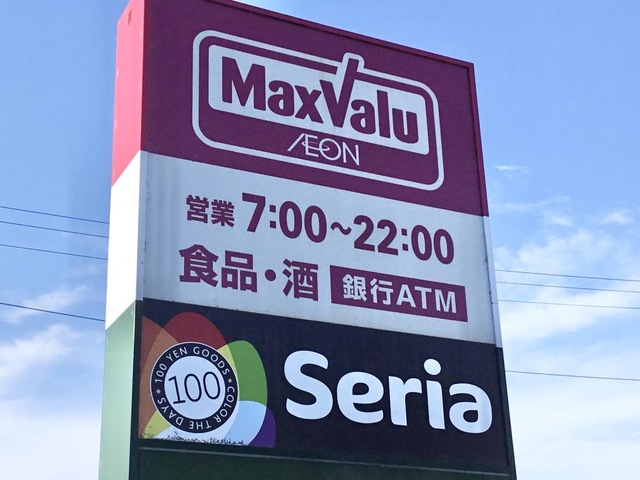 MaxValu
ÆON
営業 7:00~22:00
食品・酒 銀行ATM
100 YEN GOODS
100
COLOR THE DAYS
Seria